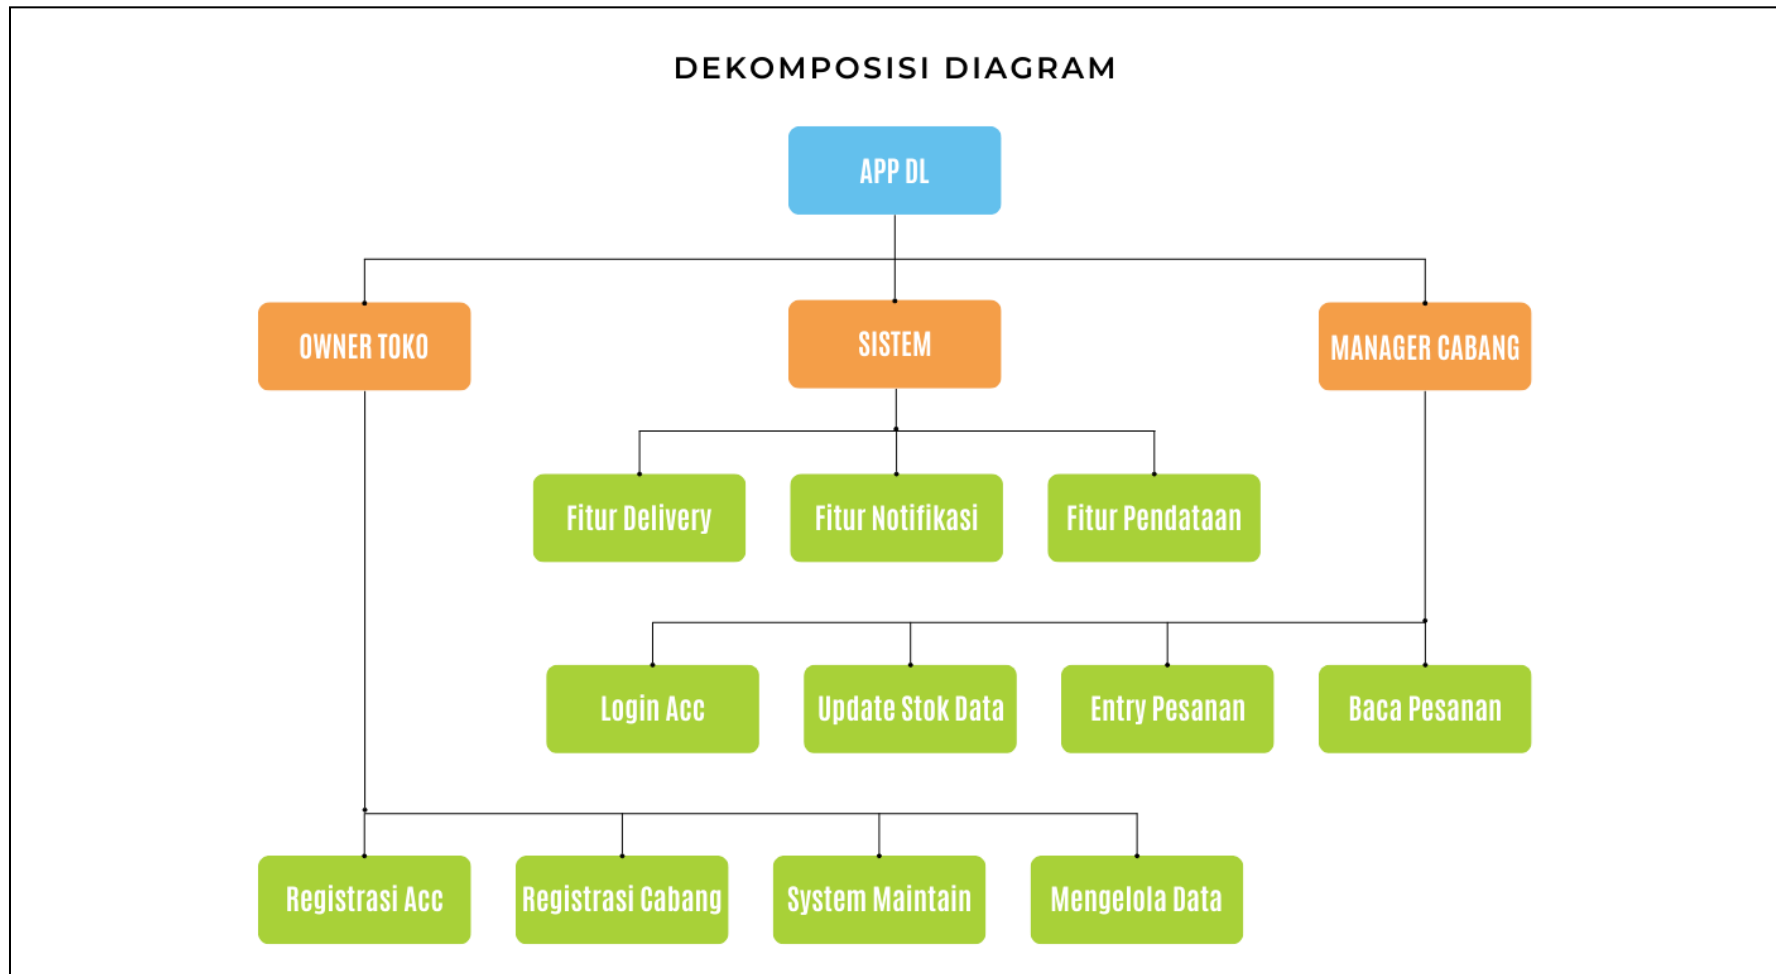 DEKOMPOSISI DIAGRAM
APP DL
OWNER TOKO
SISTEM
MANAGER CABANG
Fitur Delivery
Fitur Notifikasi
Fitur Pendataan
Login Acc
Update Stok Data
Entry Pesanan
Baca Pesanan
Registrasi Acc
Registrasi Cabang
System Maintain
Mengelola Data